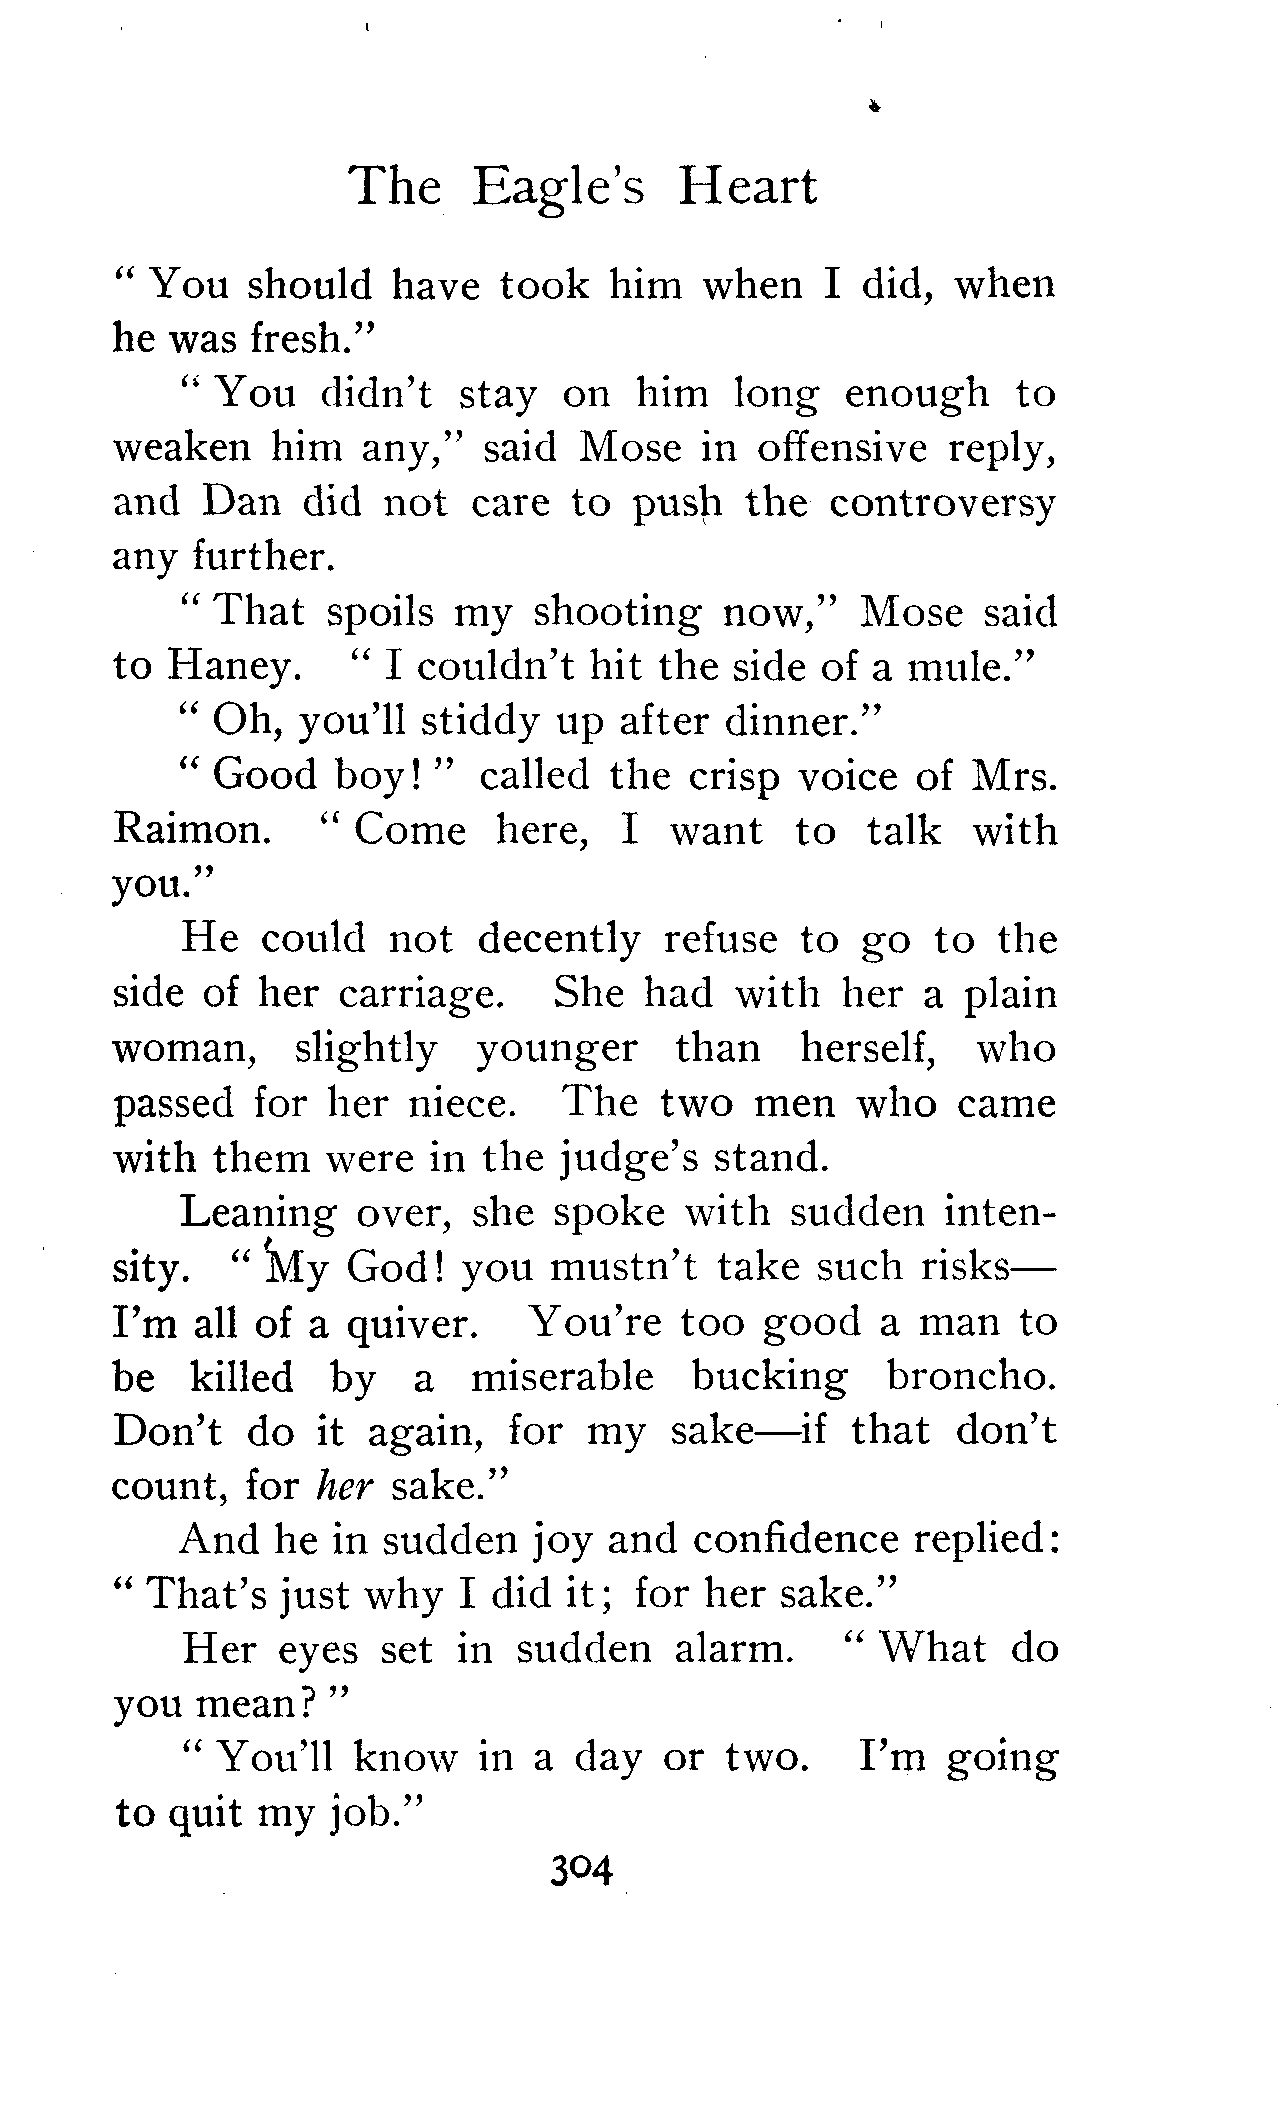 The Eagle's Heart
" You should have took him when I did, when
he was fresh."
" You didn't stay on him long enough to
weaken him any," said Mose in offensive reply,
and Dan did not care to push the controversy
any further.
" That spoils my shooting now," Mose said
to Haney. " I couldn't hit the side of a mule."
" Oh, you'll stiddy up after dinner."
" Good boy! " called the crisp voice of Mrs.
Raimon. " Come here, I want to talk with
you."
He could not decently refuse to go to the
side of her carriage. She had with her a plain
woman, slightly younger than herself, who
passed for her niece. The two men who came
with them were in the judge's stand.
Leaning over, she spoke with sudden inten-
sity. " My God! you mustn't take such risks—
I'm all of a quiver. You're too good a man to
be killed by a miserable bucking broncho.
Don't do it again, for my sake—if that don't
count, for her sake."
And he in sudden joy and confidence replied:
" That's just why I did it; for her sake."
Her eyes set in sudden alarm. " What do
you mean? "
" You'll know in a day or two. I'm going
to quit my job."
304